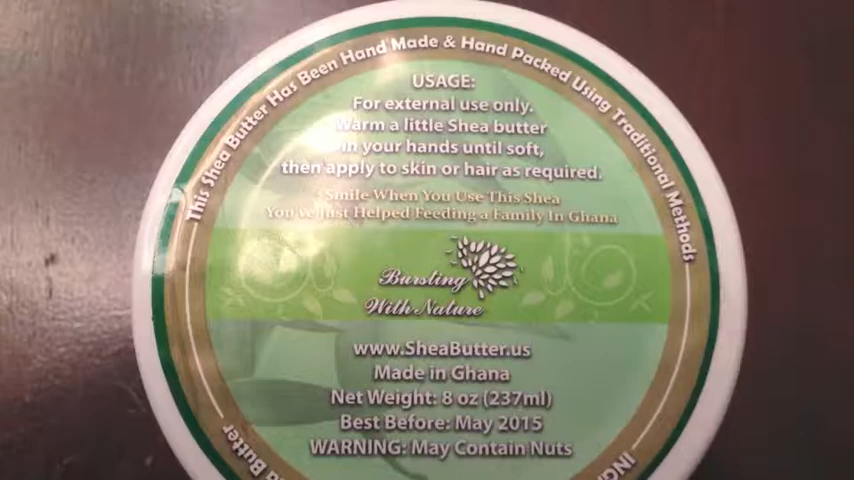 This Shea Butter Has Been Hand Made & Hand Packed Using Traditional Methods
USAGE:
For external use only.
Warm a little Shea butter
in your hands until soft,
then apply to skin or hair as required.
Smile When You Use This Shea
You've Just Helped Feeding a Family In Ghana
Bursting
With Nature
www.SheaButter.us
Made in Ghana
Net Weight: 8 oz (237ml)
Best Before: May 2015
WARNING: May Contain Nuts
Butter